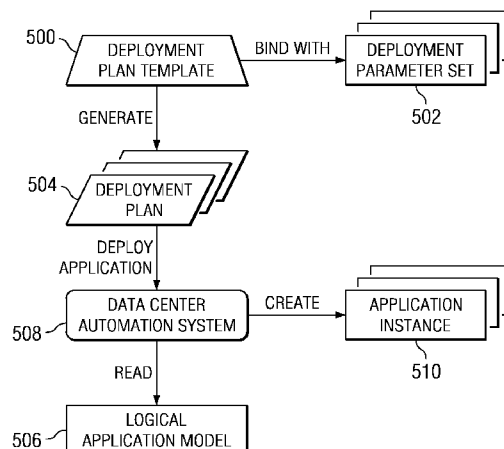 500
DEPLOYMENT
PLAN TEMPLATE
BIND WITH
DEPLOYMENT
PARAMETER SET
502
GENERATE
504
DEPLOYMENT
PLAN
DEPLOY
APPLICATION
508
DATA CENTER
AUTOMATION SYSTEM
CREATE
APPLICATION
INSTANCE
510
READ
506
LOGICAL
APPLICATION MODEL